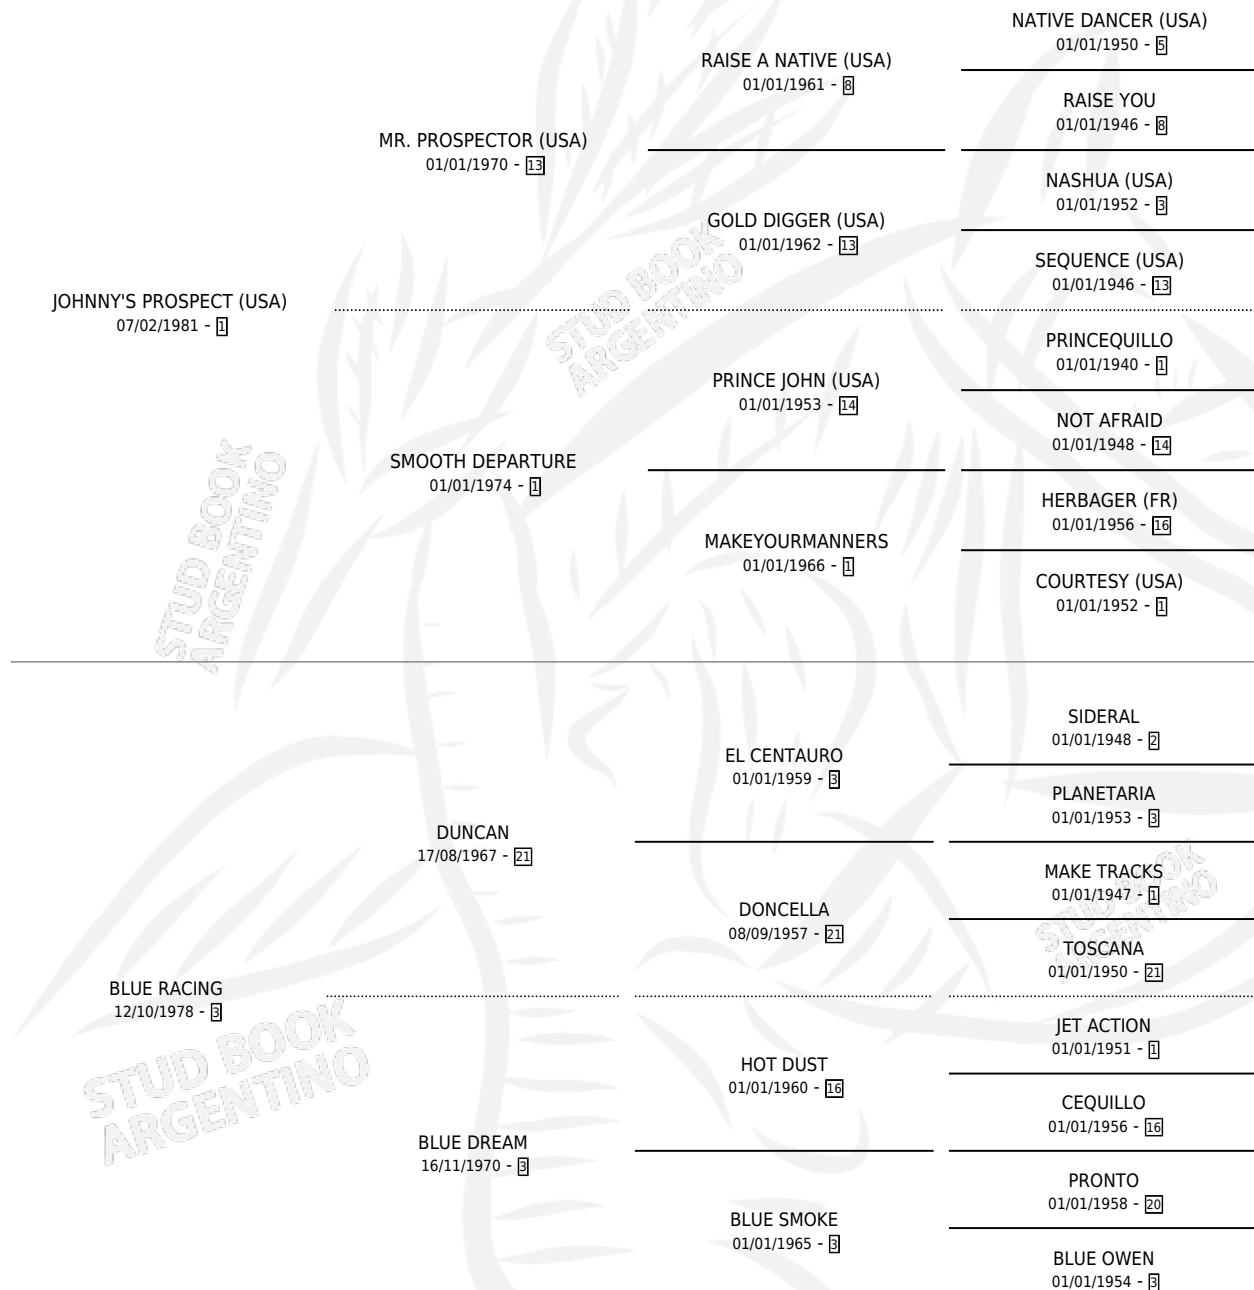 NATIVE DANCER (USA)
01/01/1950 - 5
RAISE A NATIVE (USA)
01/01/1961 - 8
RAISE YOU
01/01/1946 - 8
MR. PROSPECTOR (USA)
01/01/1970 - 13
NASHUA (USA)
01/01/1952 - 3
GOLD DIGGER (USA)
01/01/1962 - 13
SEQUENCE (USA)
01/01/1946 - 13
JOHNNY'S PROSPECT (USA)
07/02/1981 - 1
STUD BOOK
ARGENTINO
PRINCEQUILLO
01/01/1940 - 1
PRINCE JOHN (USA)
01/01/1953 - 14
NOT AFRAID
01/01/1948 - 14
SMOOTH DEPARTURE
01/01/1974 - 1
HERBAGER (FR)
01/01/1956 - 16
MAKEYOURMANNERS
01/01/1966 - 1
COURTESY (USA)
01/01/1952 - 1
STUD BOOK
ARGENTINO
SIDERAL
01/01/1948 - 2
EL CENTAURO
01/01/1959 - 3
PLANETARIA
01/01/1953 - 3
DUNCAN
17/08/1967 - 21
MAKE TRACKS
01/01/1947 - 1
DONCELLA
08/09/1957 - 21
STUD BOOK
ARGENTINO
TOSCANA
01/01/1950 - 21
BLUE RACING
12/10/1978 - 3
JET ACTION
01/01/1951 - 1
HOT DUST
01/01/1960 - 16
STUD BOOK
ARGENTINO
CEQUILLO
01/01/1956 - 16
BLUE DREAM
16/11/1970 - 3
PRONTO
01/01/1958 - 20
BLUE SMOKE
01/01/1965 - 3
BLUE OWEN
01/01/1954 - 3